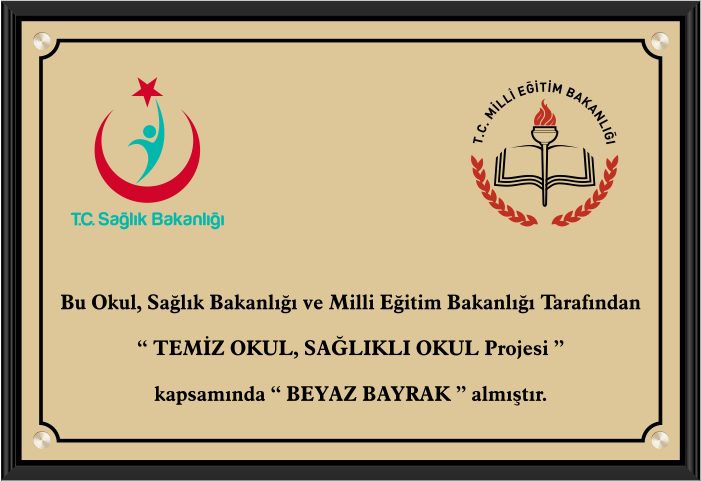 T.C. Sağlık Bakanlığı
T.C. MİLLİ EĞİTİM BAKANLIĞI
Bu Okul, Sağlık Bakanlığı ve Milli Eğitim Bakanlığı Tarafından
“ TEMİZ OKUL, SAĞLIKLI OKUL Projesi ”
kapsamında “ BEYAZ BAYRAK ” almıştır.